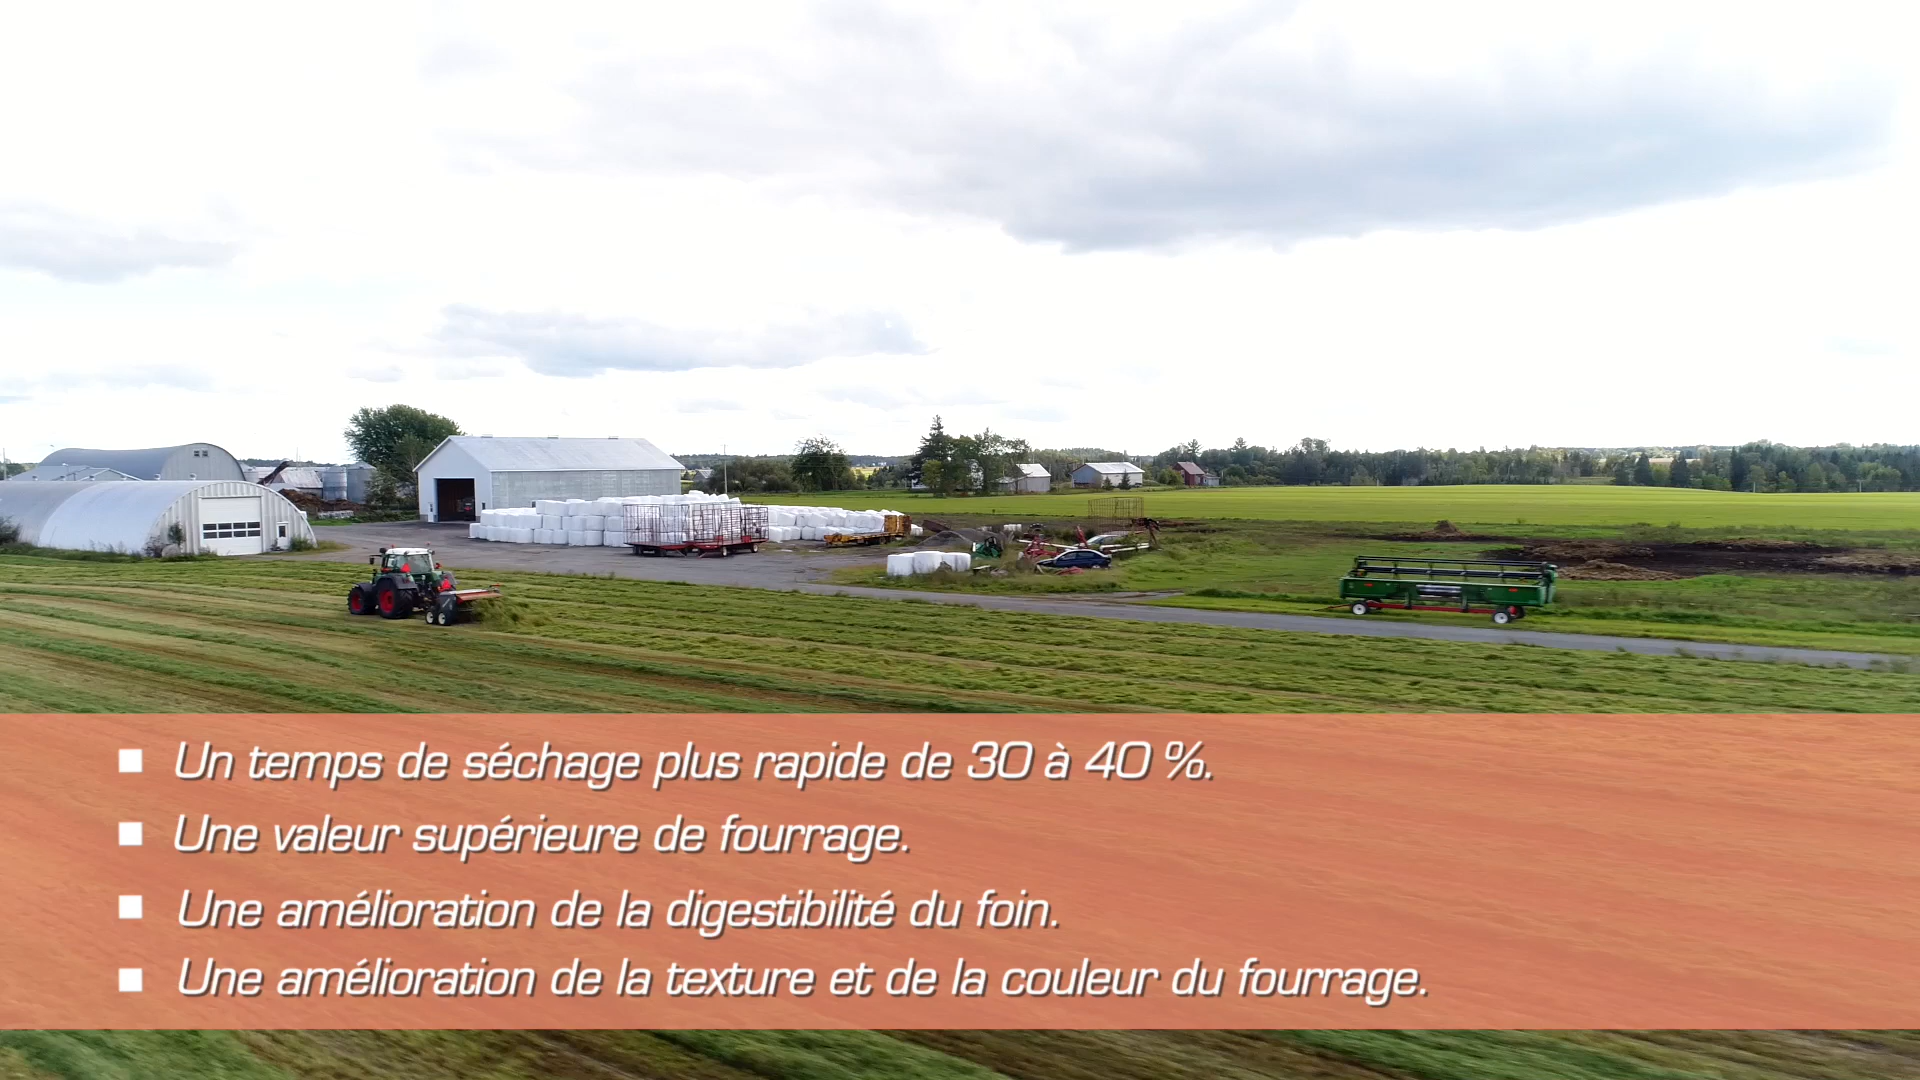 Un temps de séchage plus rapide de 30 à 40 %.
Une valeur supérieure de fourrage.
Une amélioration de la digestibilité du foin.
Une amélioration de la texture et de la couleur du fourrage.